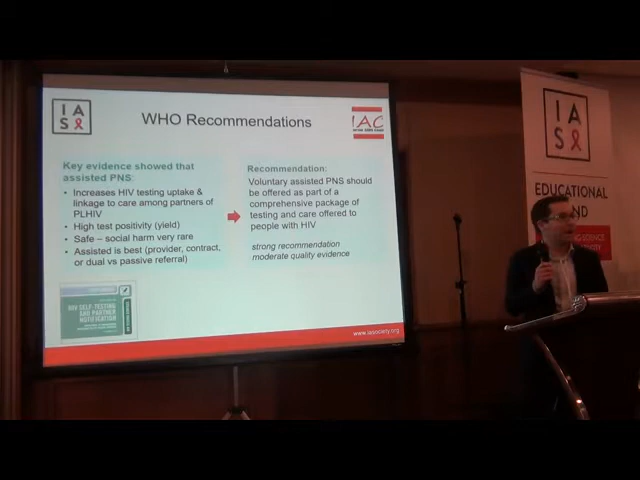 IAS
WHO Recommendations
IAC
Key evidence showed that
assisted PNS:
• Increases HIV testing uptake &
linkage to care among partners of
PLHIV
• High test positivity (yield)
• Safe – social harm very rare
• Assisted is best (provider, contract,
or dual vs passive referral)
Recommendation:
Voluntary assisted PNS should
be offered as part of a
comprehensive package of
testing and care offered to
people with HIV
strong recommendation
moderate quality evidence
HIV SELF-TESTING
AND PARTNER
NOTIFICATION
www.iasociety.org
IAS
EDUCATIONAL